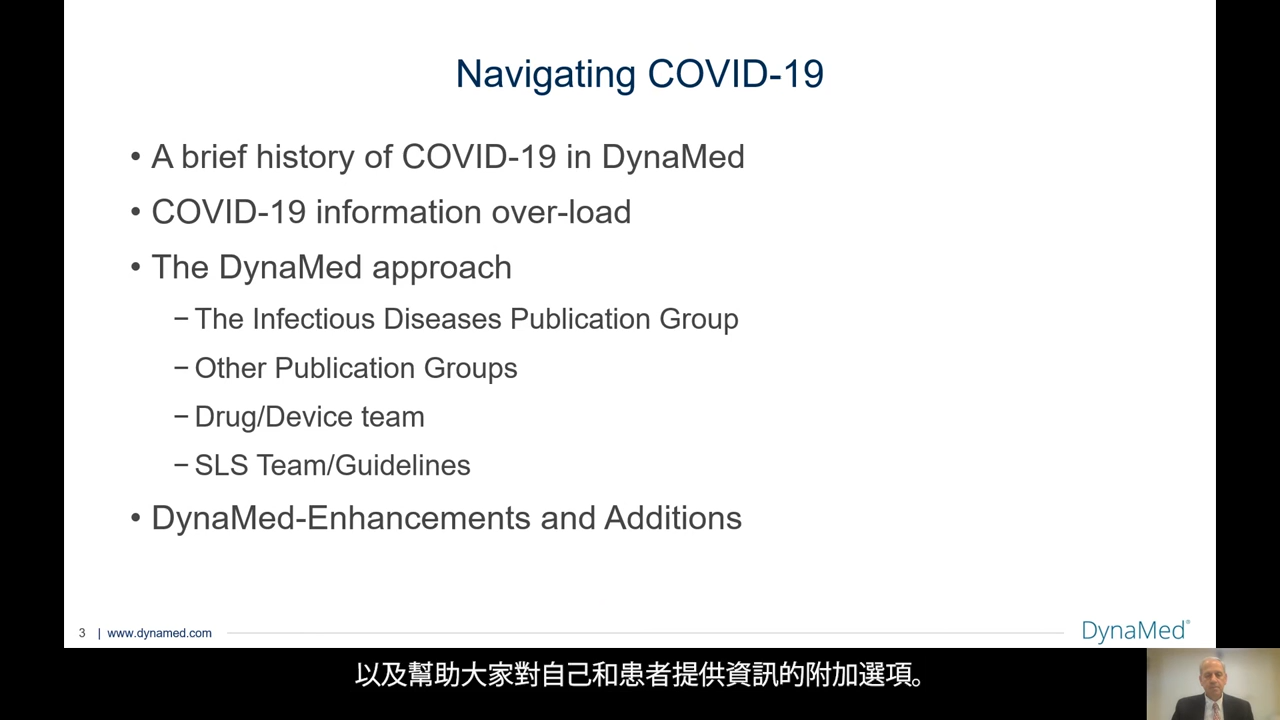 Navigating COVID-19
• A brief history of COVID-19 in DynaMed
• COVID-19 information over-load
• The DynaMed approach
− The Infectious Diseases Publication Group
− Other Publication Groups
− Drug/Device team
− SLS Team/Guidelines
• DynaMed-Enhancements and Additions
3 | www.dynamed.com
DynaMed®
以及幫助大家對自己和患者提供資訊的附加選項。